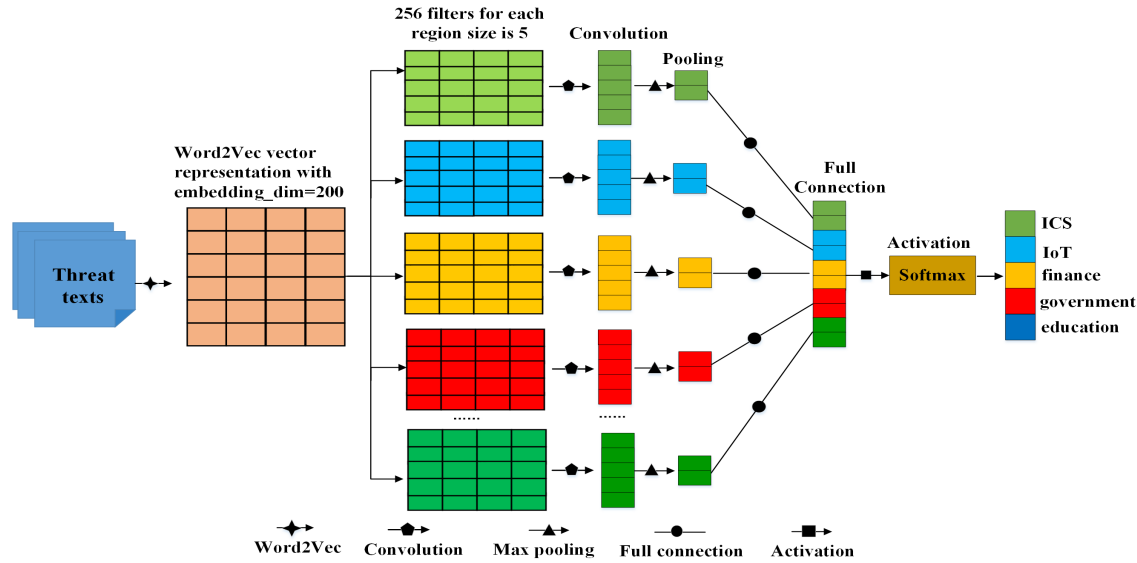 256 filters for each
region size is 5
Convolution
Pooling
Word2Vec vector
representation with
embedding_dim=200
Full
Connection
Threat
texts
Activation
Softmax
ICS
IoT
finance
government
education
......
......
Word2Vec
Convolution
Max pooling
Full connection
Activation